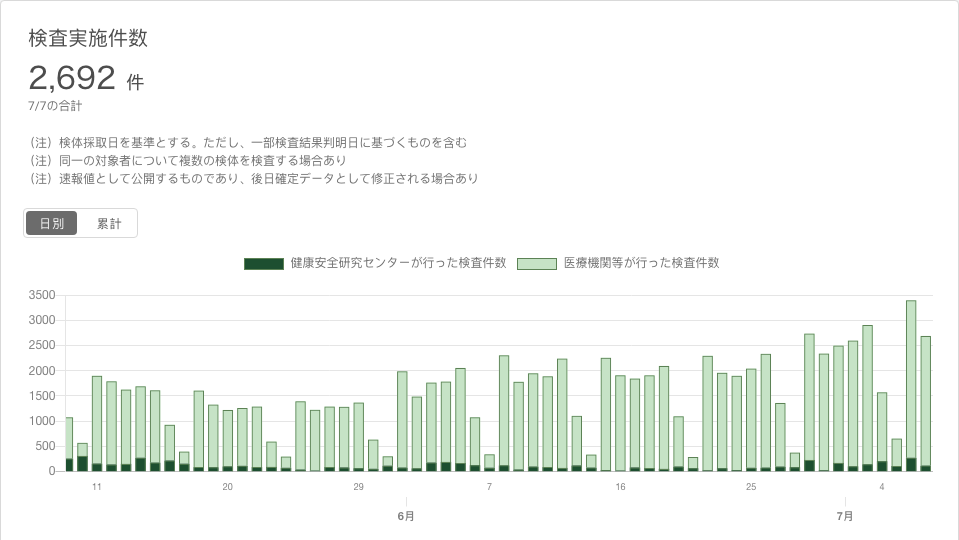 検査実施件数
2,692 件
7/7の合計
（注）検体採取日を基準とする。ただし、一部検査結果判明日に基づくものを含む
（注）同一の対象者について複数の検体を検査する場合あり
（注）速報値として公開するものであり、後日確定データとして修正される場合あり
日別 累計
健康安全研究センターが行った検査件数 医療機関等が行った検査件数
3500
3000
2500
2000
1500
1000
500
0
11 20 29 7 16 25 4
6月 7月